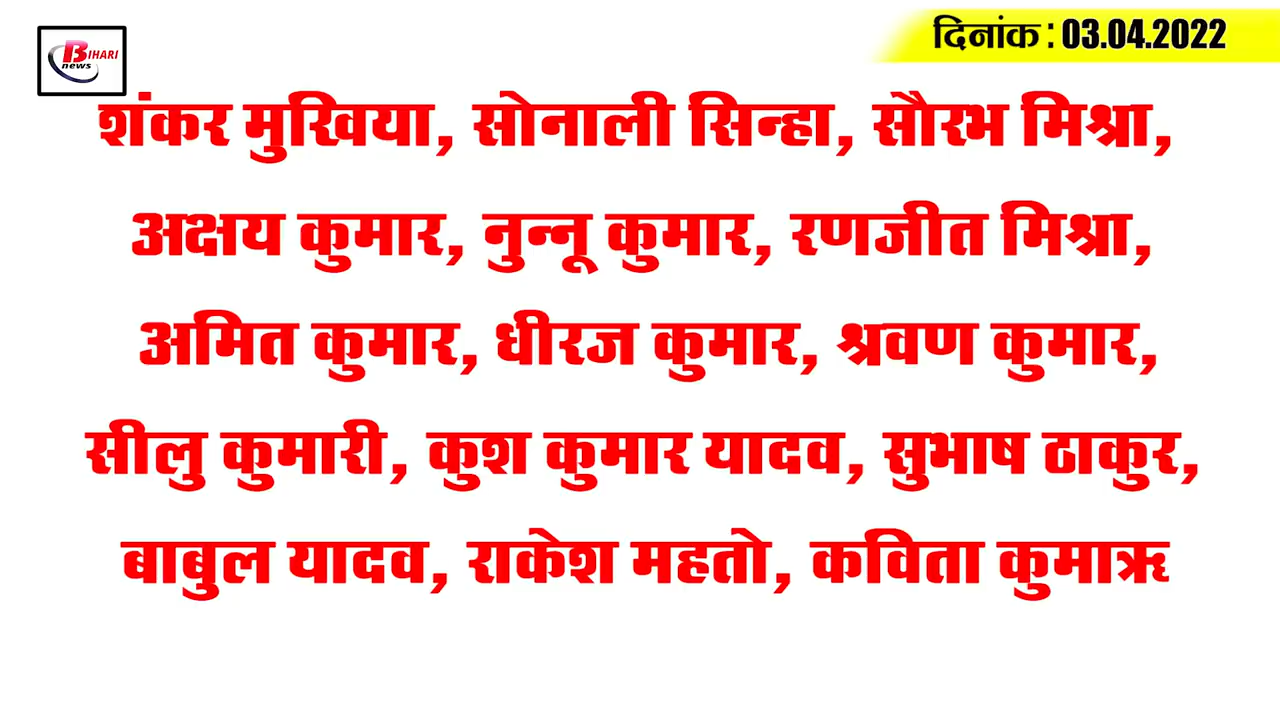 BIHARI
news
दिनांक : 03.04.2022
शंकर मुखिया, सोनाली सिन्हा, सौरभ मिश्रा,
अक्षय कुमार, नुन्नू कुमार, रणजीत मिश्रा,
अमित कुमार, धीरज कुमार, श्रवण कुमार,
सीलु कुमारी, कुश कुमार यादव, सुभाष ठाकुर,
बाबुल यादव, राकेश महतो, कविता कुमाऋ